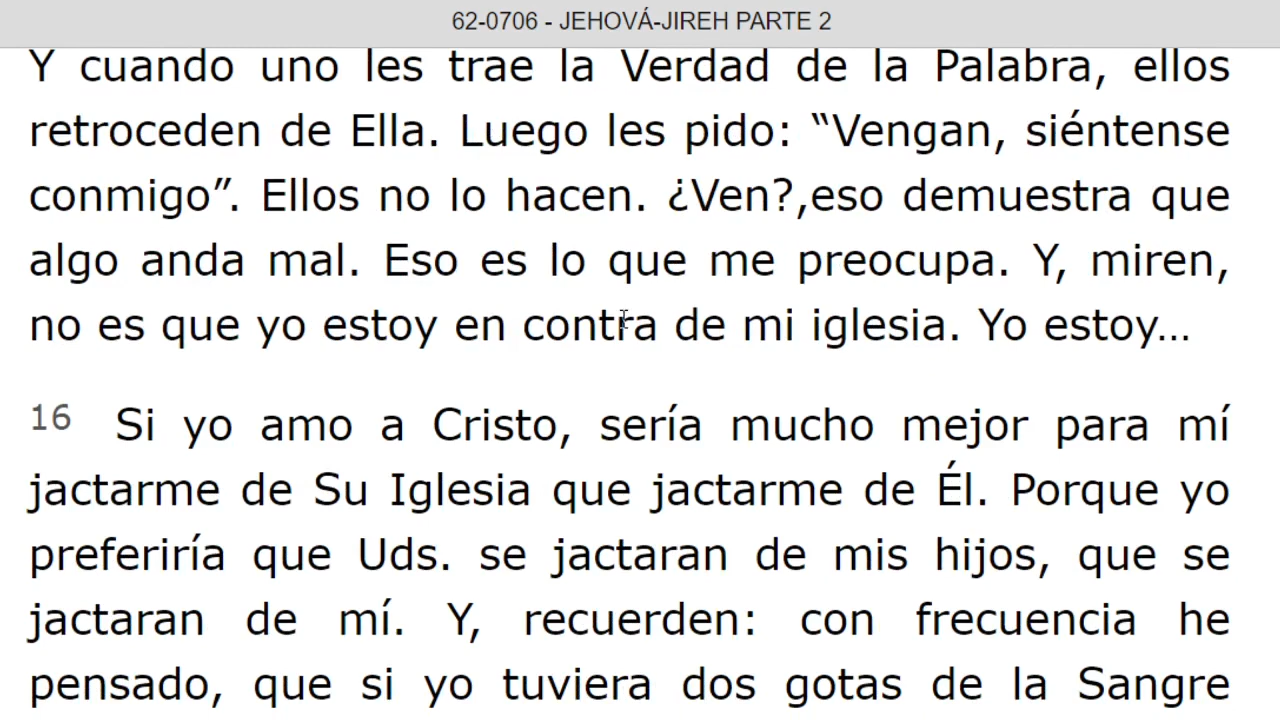 62-0706 - JEHOVÁ-JIREH PARTE 2
Y cuando uno les trae la Verdad de la Palabra, ellos
retroceden de Ella. Luego les pido: “Vengan, siéntense
conmigo”. Ellos no lo hacen. ¿Ven?,eso demuestra que
algo anda mal. Eso es lo que me preocupa. Y, miren,
no es que yo estoy en contra de mi iglesia. Yo estoy…
16 Si yo amo a Cristo, sería mucho mejor para mí
jactarme de Su Iglesia que jactarme de Él. Porque yo
preferiría que Uds. se jactaran de mis hijos, que se
jactaran de mí. Y, recuerden: con frecuencia he
pensado, que si yo tuviera dos gotas de la Sangre